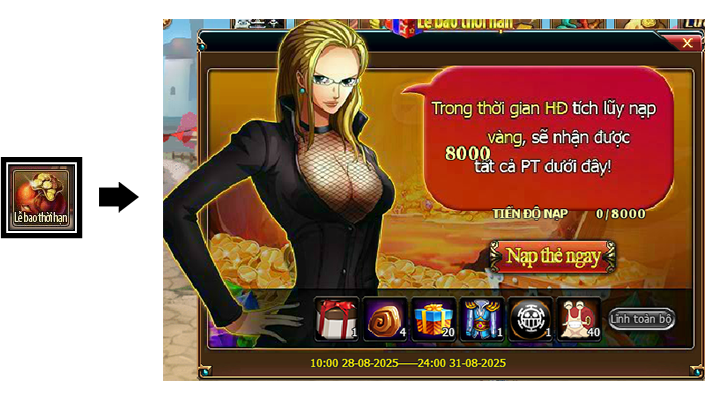 Lễ bao thời hạn
Lễ bao thời hạn
Trong thời gian HĐ tích lũy nạp
vàng, sẽ nhận được
8000
tất cả PT dưới đây!
TIẾN ĐỘ NẠP 0/8000
Nạp thẻ ngay
1 4 20 1 1 40
Lĩnh toàn bộ
10:00 28-08-2025——24:00 31-08-2025